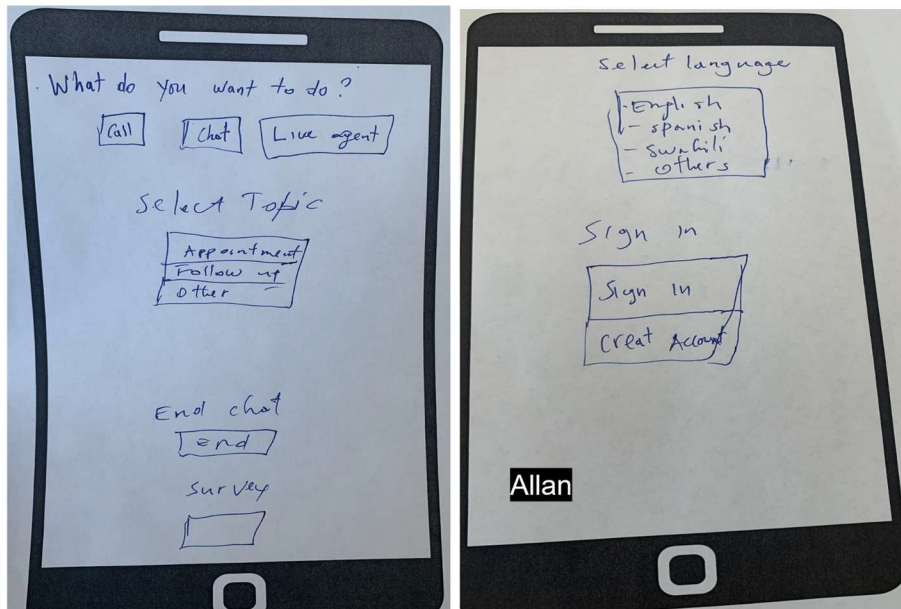 What do you want to do?
Call
Chat
Live agent
Select Topic
Appointment
Follow up
Other
End chat
End
Survey
Select language
- English
- Spanish
- Swahili
- Others
Sign in
Sign in
Creat Account
Allan